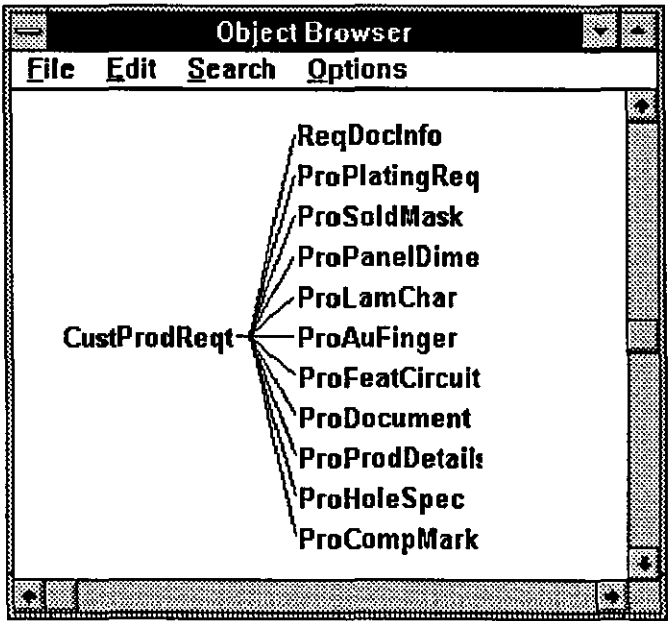 Object Browser
File Edit Search Options
ReqDocInfo
ProPlatingReq
ProSoldMask
ProPanelDime
ProLamChar
CustProdReqt ProAuFinger
ProFeatCircuit
ProDocument
ProProdDetails
ProHoleSpec
ProCompMark